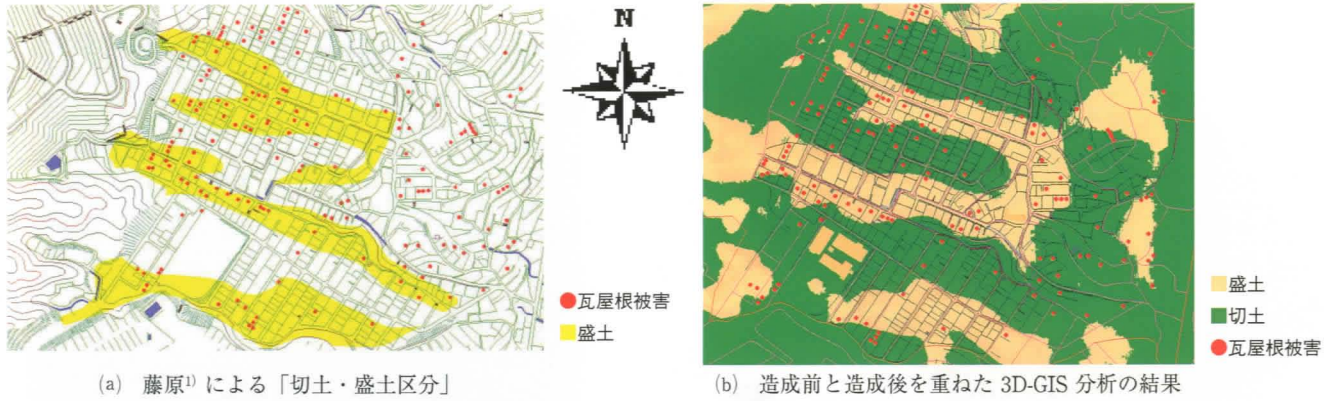 N
瓦屋根被害
盛土
盛土
切土
瓦屋根被害
(a) 藤原1) による「切土・盛土区分」
(b) 造成前と造成後を重ねた 3D-GIS 分析の結果